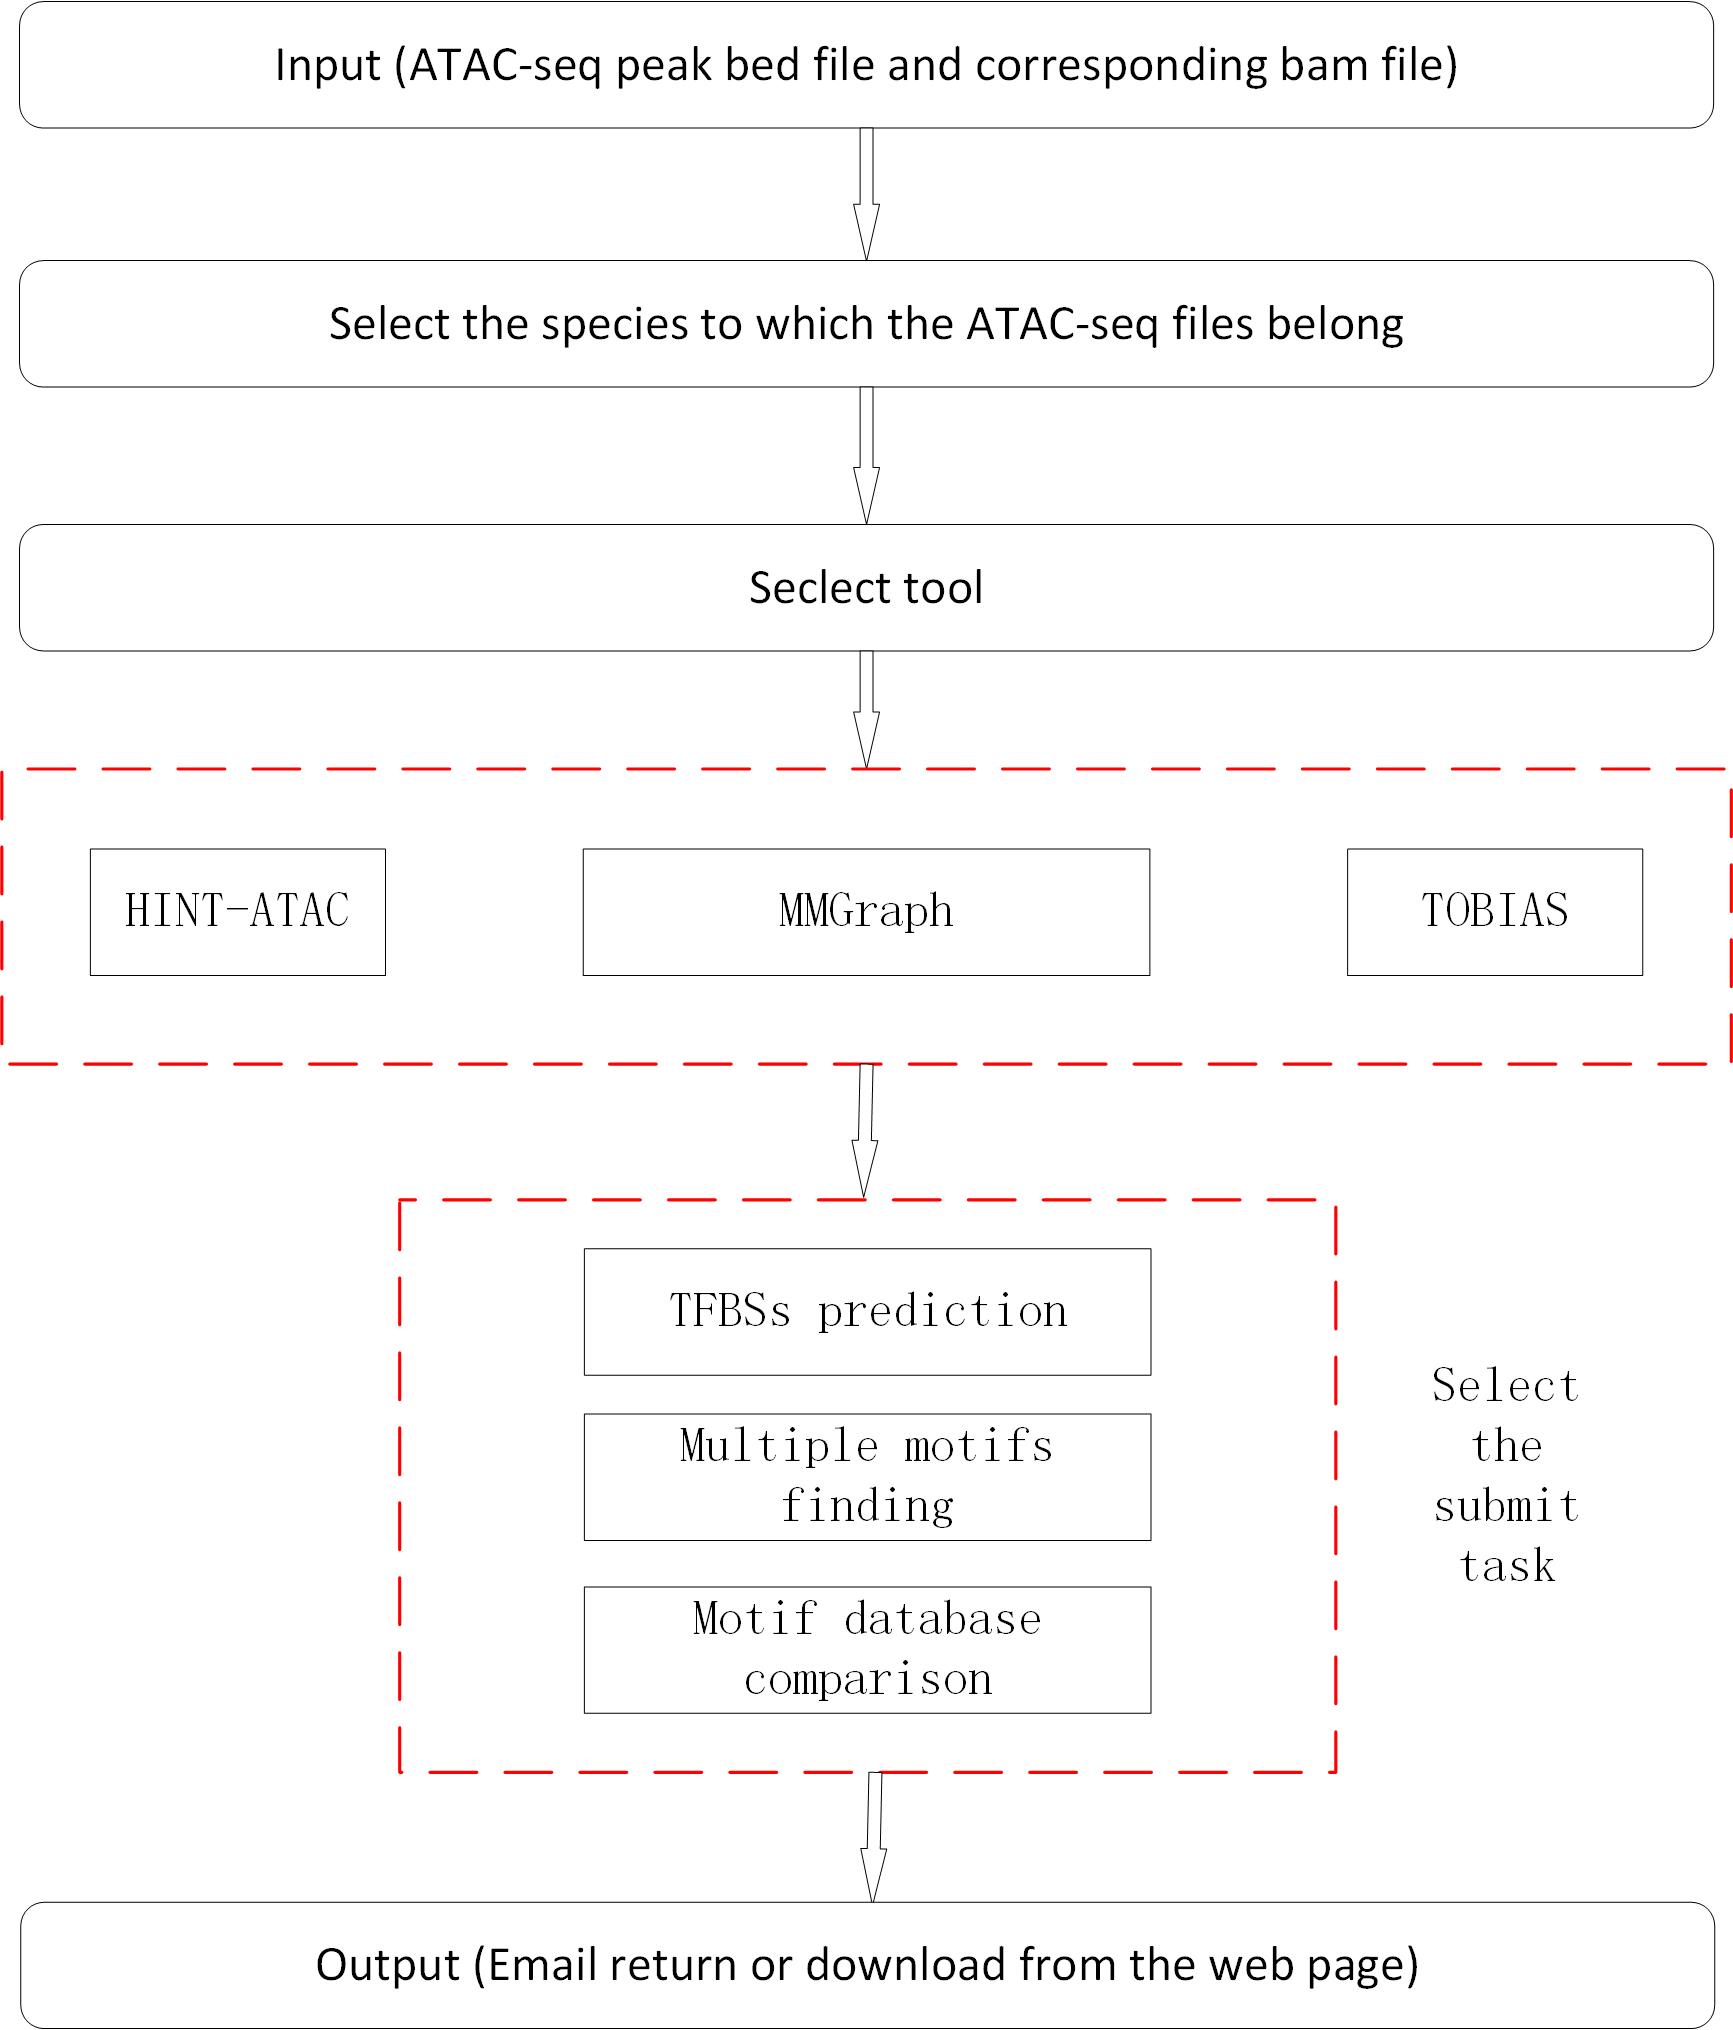 Input (ATAC-seq peak bed file and corresponding bam file)
Select the species to which the ATAC-seq files belong
Seclect tool
HINT-ATAC
MMGraph
TOBIAS
TFBSs prediction
Multiple motifs
finding
Motif database
comparison
Select
the
submit
task
Output (Email return or download from the web page)